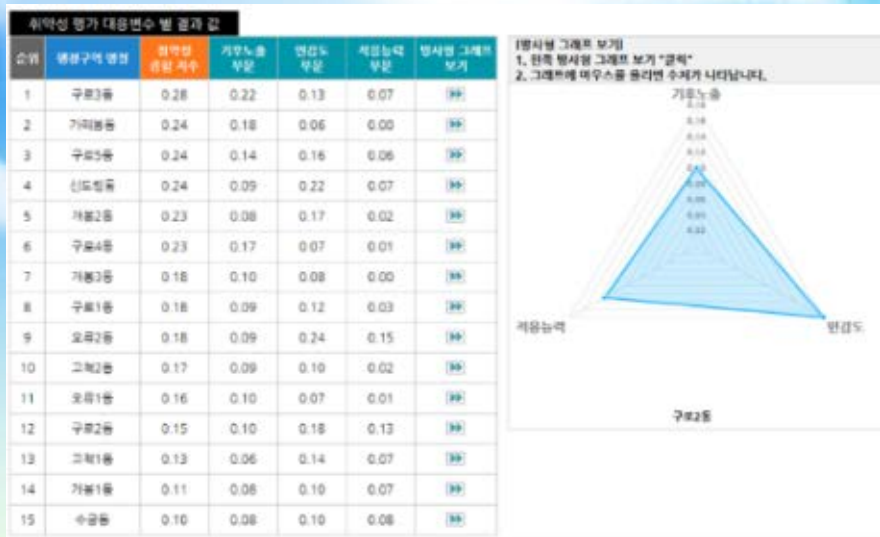 취약성 평가 대응변수 별 결과 값
순위 행정구역 명칭 취약성 종합 지수 기후노출 부문 민감도 부문 적응능력 부문 방사형 그래프 보기
1 구로3동 0.28 0.22 0.13 0.07
2 가리봉동 0.24 0.18 0.06 0.00
3 구로5동 0.24 0.14 0.16 0.06
4 신도림동 0.24 0.09 0.22 0.07
5 개봉2동 0.23 0.08 0.17 0.02
6 구로4동 0.23 0.17 0.07 0.01
7 개봉3동 0.18 0.10 0.08 0.00
8 구로1동 0.18 0.09 0.12 0.03
9 오류2동 0.18 0.09 0.24 0.15
10 고척2동 0.17 0.09 0.10 0.02
11 오류1동 0.16 0.10 0.07 0.01
12 구로2동 0.15 0.10 0.18 0.13
13 고척1동 0.13 0.06 0.14 0.07
14 개봉1동 0.11 0.08 0.10 0.07
15 수궁동 0.10 0.08 0.10 0.08
[방사형 그래프 보기]
1. 왼쪽 방사형 그래프 보기 "클릭"
2. 그래프에 마우스를 올리면 수치가 나타납니다.
기후노출
0.16
0.14
0.02
적응능력
민감도
구로2동